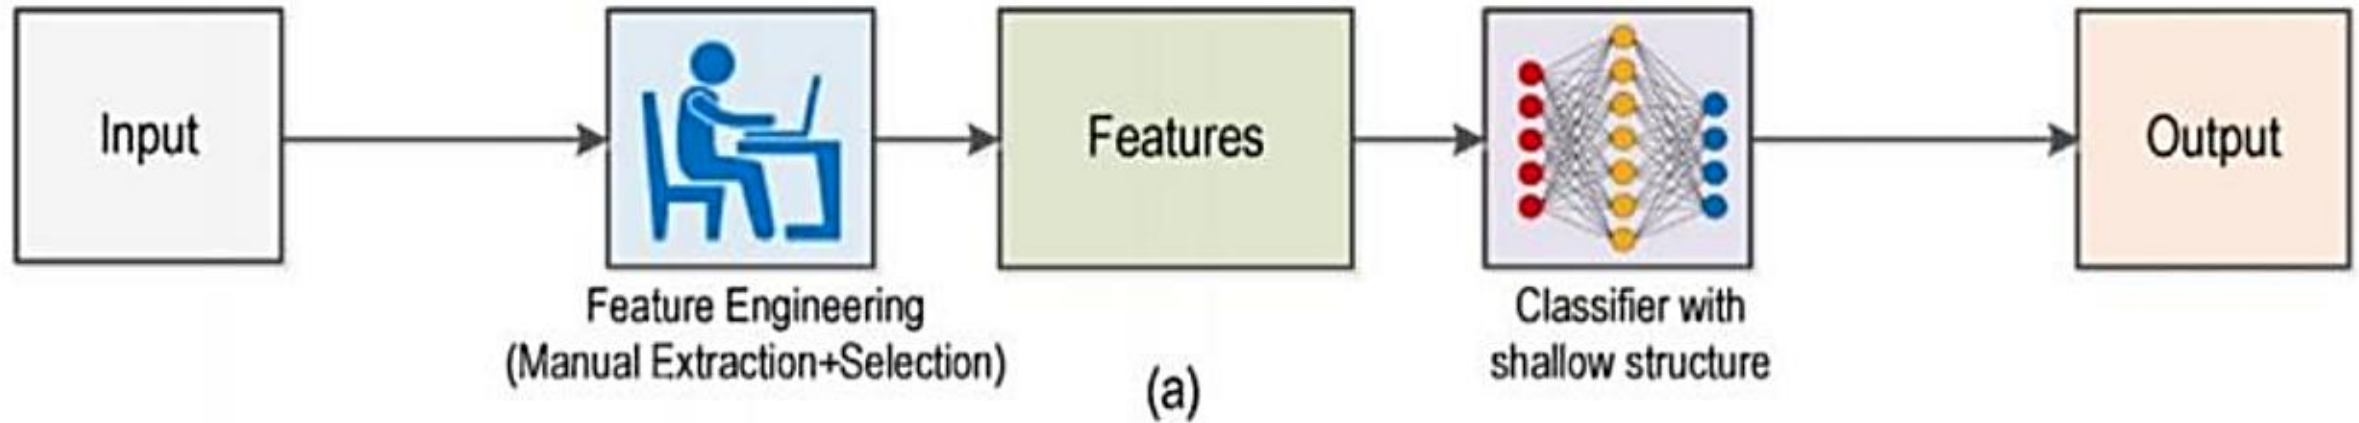 Input
Features
Output
Feature Engineering
(Manual Extraction+Selection)
Classifier with
shallow structure
(a)